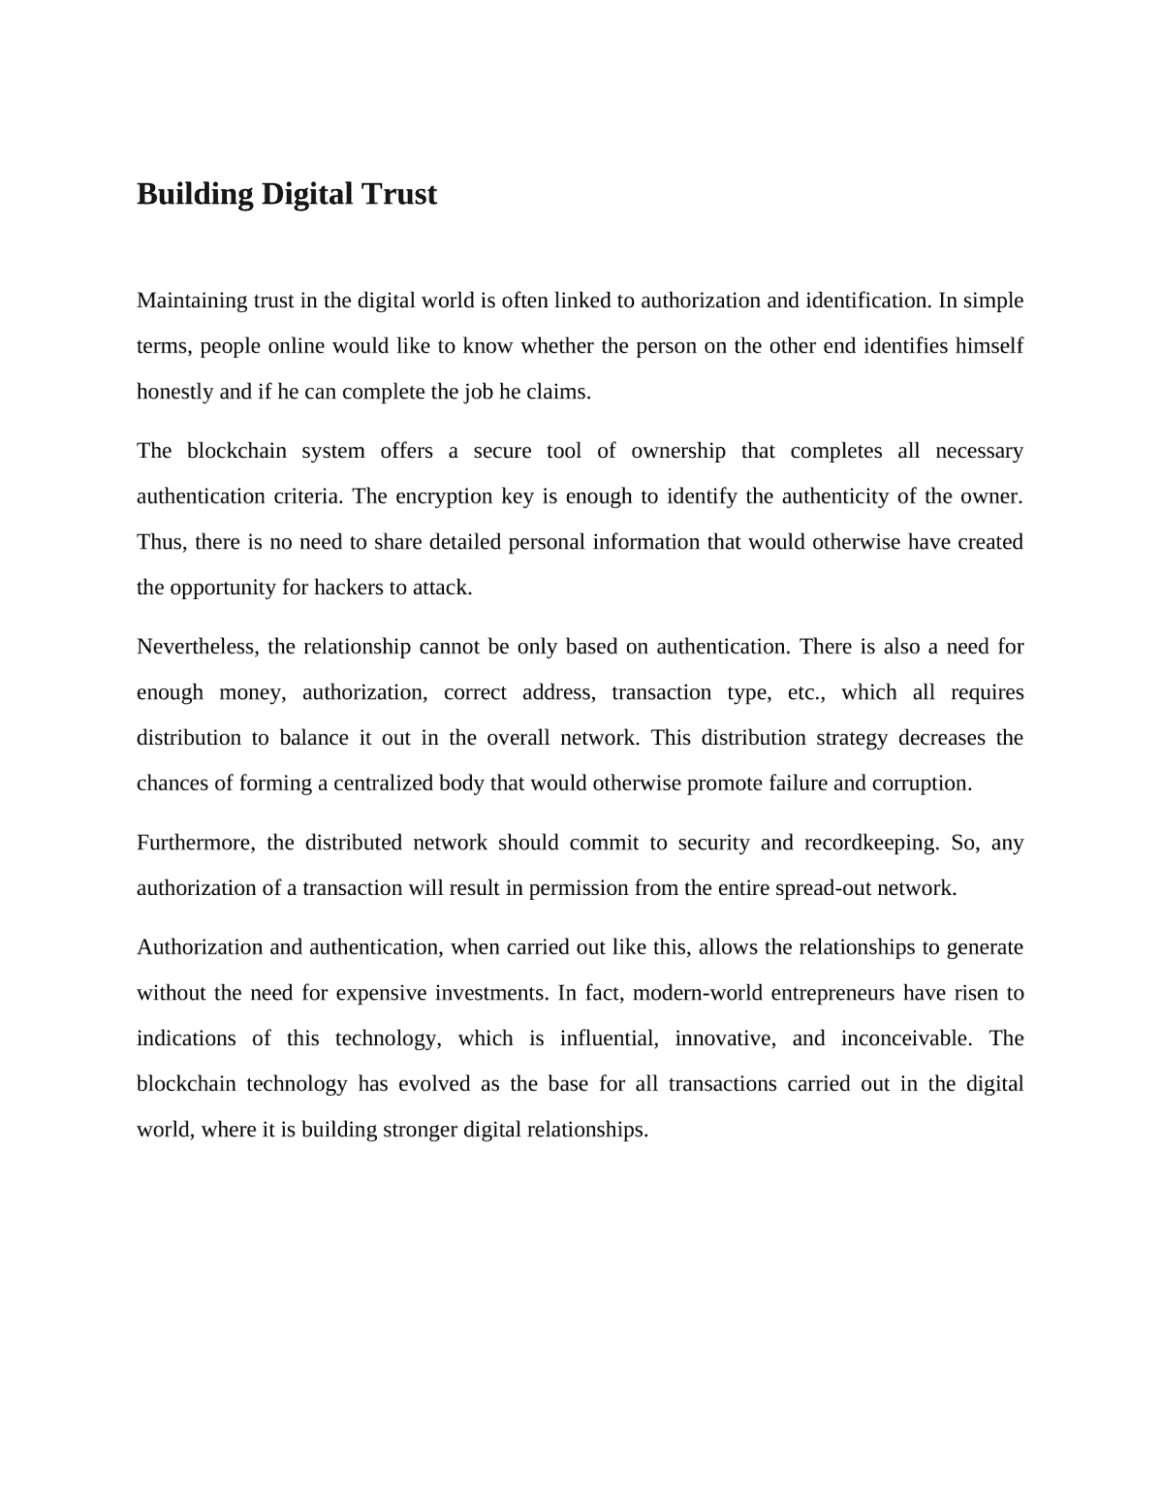 Building Digital Trust
Maintaining trust in the digital world is often linked to authorization and identification. In simple
terms, people online would like to know whether the person on the other end identifies himself
honestly and if he can complete the job he claims.
The blockchain system offers a secure tool of ownership that completes all necessary
authentication criteria. The encryption key is enough to identify the authenticity of the owner.
Thus, there is no need to share detailed personal information that would otherwise have created
the opportunity for hackers to attack.
Nevertheless, the relationship cannot be only based on authentication. There is also a need for
enough money, authorization, correct address, transaction type, etc., which all requires
distribution to balance it out in the overall network. This distribution strategy decreases the
chances of forming a centralized body that would otherwise promote failure and corruption.
Furthermore, the distributed network should commit to security and recordkeeping. So, any
authorization of a transaction will result in permission from the entire spread-out network.
Authorization and authentication, when carried out like this, allows the relationships to generate
without the need for expensive investments. In fact, modern-world entrepreneurs have risen to
indications of this technology, which is influential, innovative, and inconceivable. The
blockchain technology has evolved as the base for all transactions carried out in the digital
world, where it is building stronger digital relationships.